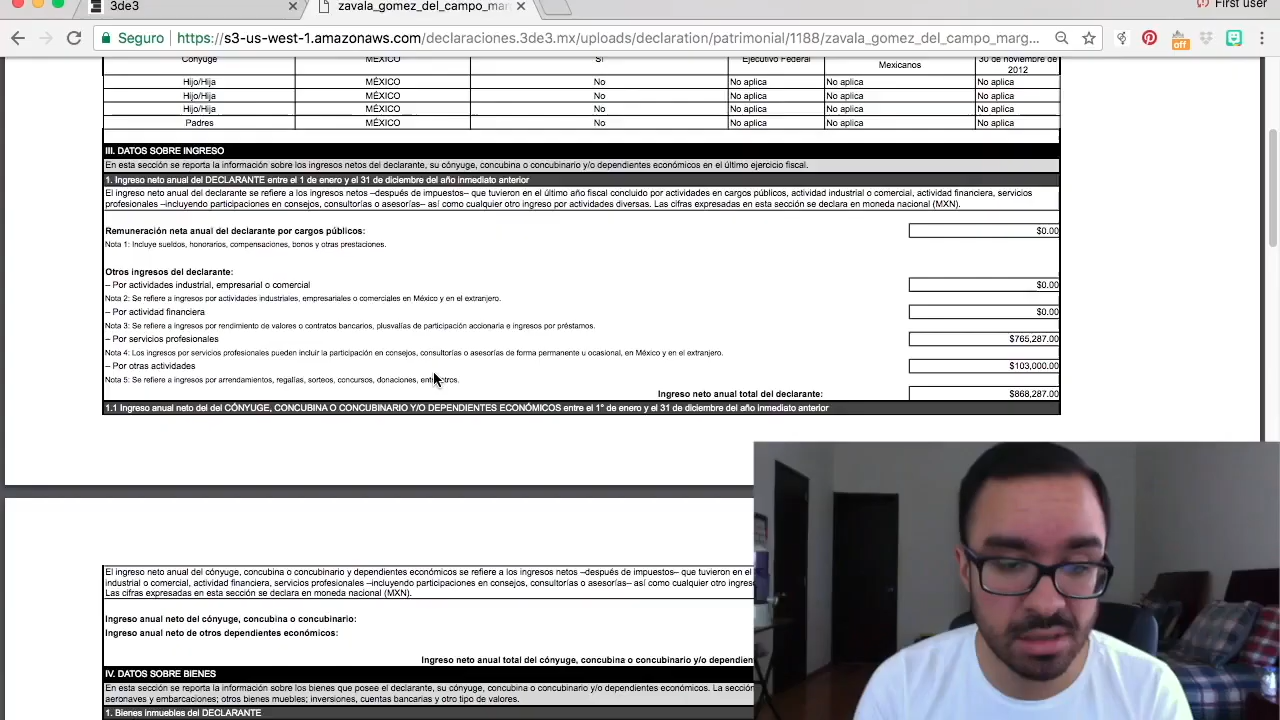 3de3
zavala_gomez_del_campo_mar
First user
Seguro
https://s3-us-west-1.amazonaws.com/declaraciones.3de3.mx/uploads/declaration/patrimonial/1188/zavala_gomez_del_campo_marg...
off
Cónyuge MÉXICO Sí Ejecutivo Federal Mexicanos 30 de noviembre de 2012
Hijo/Hija MÉXICO No No aplica No aplica No aplica
Hijo/Hija MÉXICO No No aplica No aplica No aplica
Hijo/Hija MÉXICO No No aplica No aplica No aplica
Padres MÉXICO No No aplica No aplica No aplica
III. DATOS SOBRE INGRESO
En esta sección se reporta la información sobre los ingresos netos del declarante, su cónyuge, concubina o concubinario y/o dependientes económicos en el último ejercicio fiscal.
1. Ingreso neto anual del DECLARANTE entre el 1 de enero y el 31 de diciembre del año inmediato anterior
El ingreso neto anual del declarante se refiere a los ingresos netos –después de impuestos– que tuvieron en el último año fiscal concluido por actividades en cargos públicos, actividad industrial o comercial, actividad financiera, servicios
profesionales –incluyendo participaciones en consejos, consultorías o asesorías– así como cualquier otro ingreso por actividades diversas. Las cifras expresadas en esta sección se declara en moneda nacional (MXN).
Remuneración neta anual del declarante por cargos públicos: $0.00
Nota 1: Incluye sueldos, honorarios, compensaciones, bonos y otras prestaciones.
Otros ingresos del declarante:
– Por actividades industrial, empresarial o comercial $0.00
Nota 2: Se refiere a ingresos por actividades industriales, empresariales o comerciales en México y en el extranjero.
– Por actividad financiera $0.00
Nota 3: Se refiere a ingresos por rendimiento de valores o contratos bancarios, plusvalías de participación accionaria e ingresos por préstamos.
– Por servicios profesionales $765,287.00
Nota 4: Los ingresos por servicios profesionales pueden incluir la participación en consejos, consultorías o asesorías de forma permanente u ocasional, en México y en el extranjero.
– Por otras actividades $103,000.00
Nota 5: Se refiere a ingresos por arrendamientos, regalías, sorteos, concursos, donaciones, entre otros.
Ingreso neto anual total del declarante: $868,287.00
1.1 Ingreso anual neto del del CÓNYUGE, CONCUBINA O CONCUBINARIO Y/O DEPENDIENTES ECONÓMICOS entre el 1° de enero y el 31 de diciembre del año inmediato anterior
El ingreso neto anual del cónyuge, concubina o concubinario y dependientes económicos se refiere a los ingresos netos –después de impuestos– que tuvieron en el
industrial o comercial, actividad financiera, servicios profesionales –incluyendo participaciones en consejos, consultorías o asesorías– así como cualquier otro ingreso
Las cifras expresadas en esta sección se declara en moneda nacional (MXN).
Ingreso anual neto del cónyuge, concubina o concubinario:
Ingreso anual neto de otros dependientes económicos:
Ingreso neto anual total del cónyuge, concubina o concubinario y/o dependien
IV. DATOS SOBRE BIENES
En esta sección se reporta la información sobre los bienes que posee el declarante, su cónyuge, concubina o concubinario y/o dependientes económicos. La sección
aeronaves y embarcaciones; otros bienes muebles; inversiones, cuentas bancarias y otro tipo de valores.
1. Bienes inmuebles del DECLARANTE